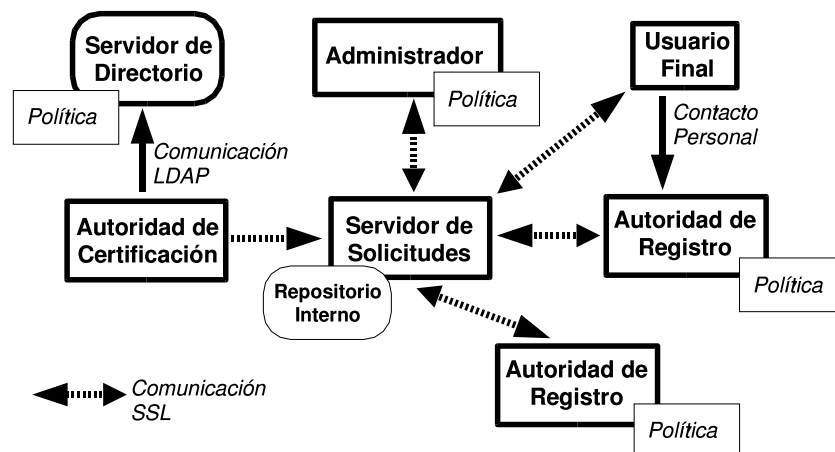 Servidor de
Directorio
Política
Administrador
Política
Usuario
Final
Contacto
Personal
Comunicación
LDAP
Autoridad de
Certificación
Servidor de
Solicitudes
Repositorio
Interno
Autoridad de
Registro
Política
Autoridad de
Registro
Política
Comunicación
SSL